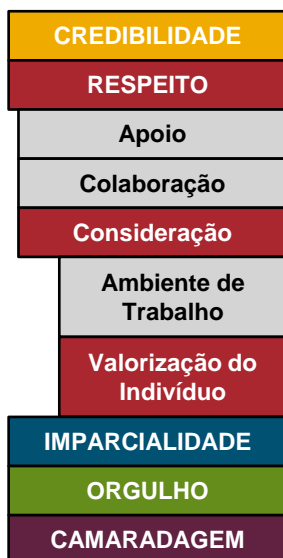 CREDIBILIDADE
RESPEITO
Apoio
Colaboração
Consideração
Ambiente de
Trabalho
Valorização do
Indivíduo
IMPARCIALIDADE
ORGULHO
CAMARADAGEM